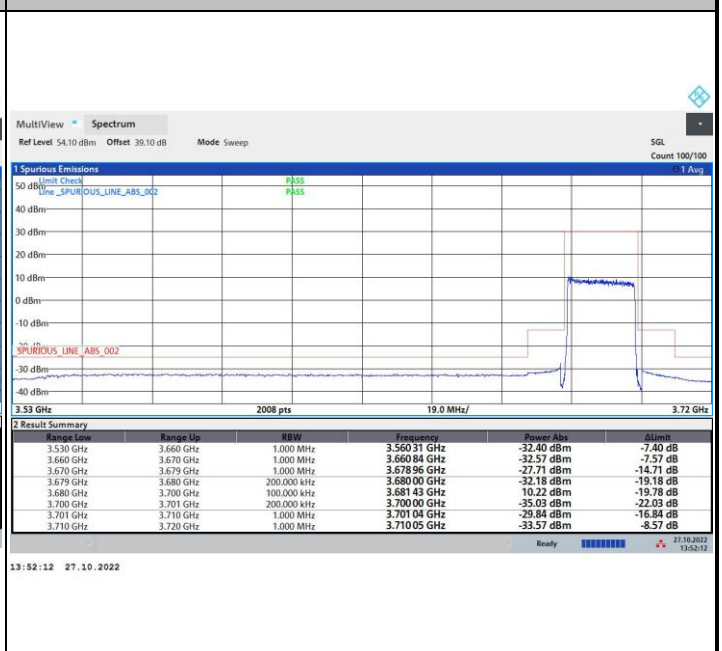 MultiView Spectrum
Ref Level 54.10 dBm Offset 39.10 dB Mode Sweep SGL
Count 100/100
1 Spurious Emissions 1 Avg
Limit Check PASS
50 dBm
Line _SPURIOUS_LINE_ABS_002 PASS
40 dBm
30 dBm
20 dBm
10 dBm
0 dBm
-10 dBm
-20 dBm
_SPURIOUS_LINE_ABS_002
-30 dBm
-40 dBm
3.53 GHz 2008 pts 19.0 MHz/ 3.72 GHz
2 Result Summary
Range Low Range Up RBW Frequency Power Abs ΔLimit
3.530 GHz 3.660 GHz 1.000 MHz 3.560 31 GHz -32.40 dBm -7.40 dB
3.660 GHz 3.670 GHz 1.000 MHz 3.660 84 GHz -32.57 dBm -7.57 dB
3.670 GHz 3.679 GHz 1.000 MHz 3.678 96 GHz -27.71 dBm -14.71 dB
3.679 GHz 3.680 GHz 200.000 kHz 3.680 00 GHz -32.18 dBm -19.18 dB
3.680 GHz 3.700 GHz 100.000 kHz 3.681 43 GHz 10.22 dBm -19.78 dB
3.700 GHz 3.701 GHz 200.000 kHz 3.700 00 GHz -35.03 dBm -22.03 dB
3.701 GHz 3.710 GHz 1.000 MHz 3.701 04 GHz -29.84 dBm -16.84 dB
3.710 GHz 3.720 GHz 1.000 MHz 3.710 05 GHz -33.57 dBm -8.57 dB
Ready 27.10.2022
13:52:12
13:52:12 27.10.2022